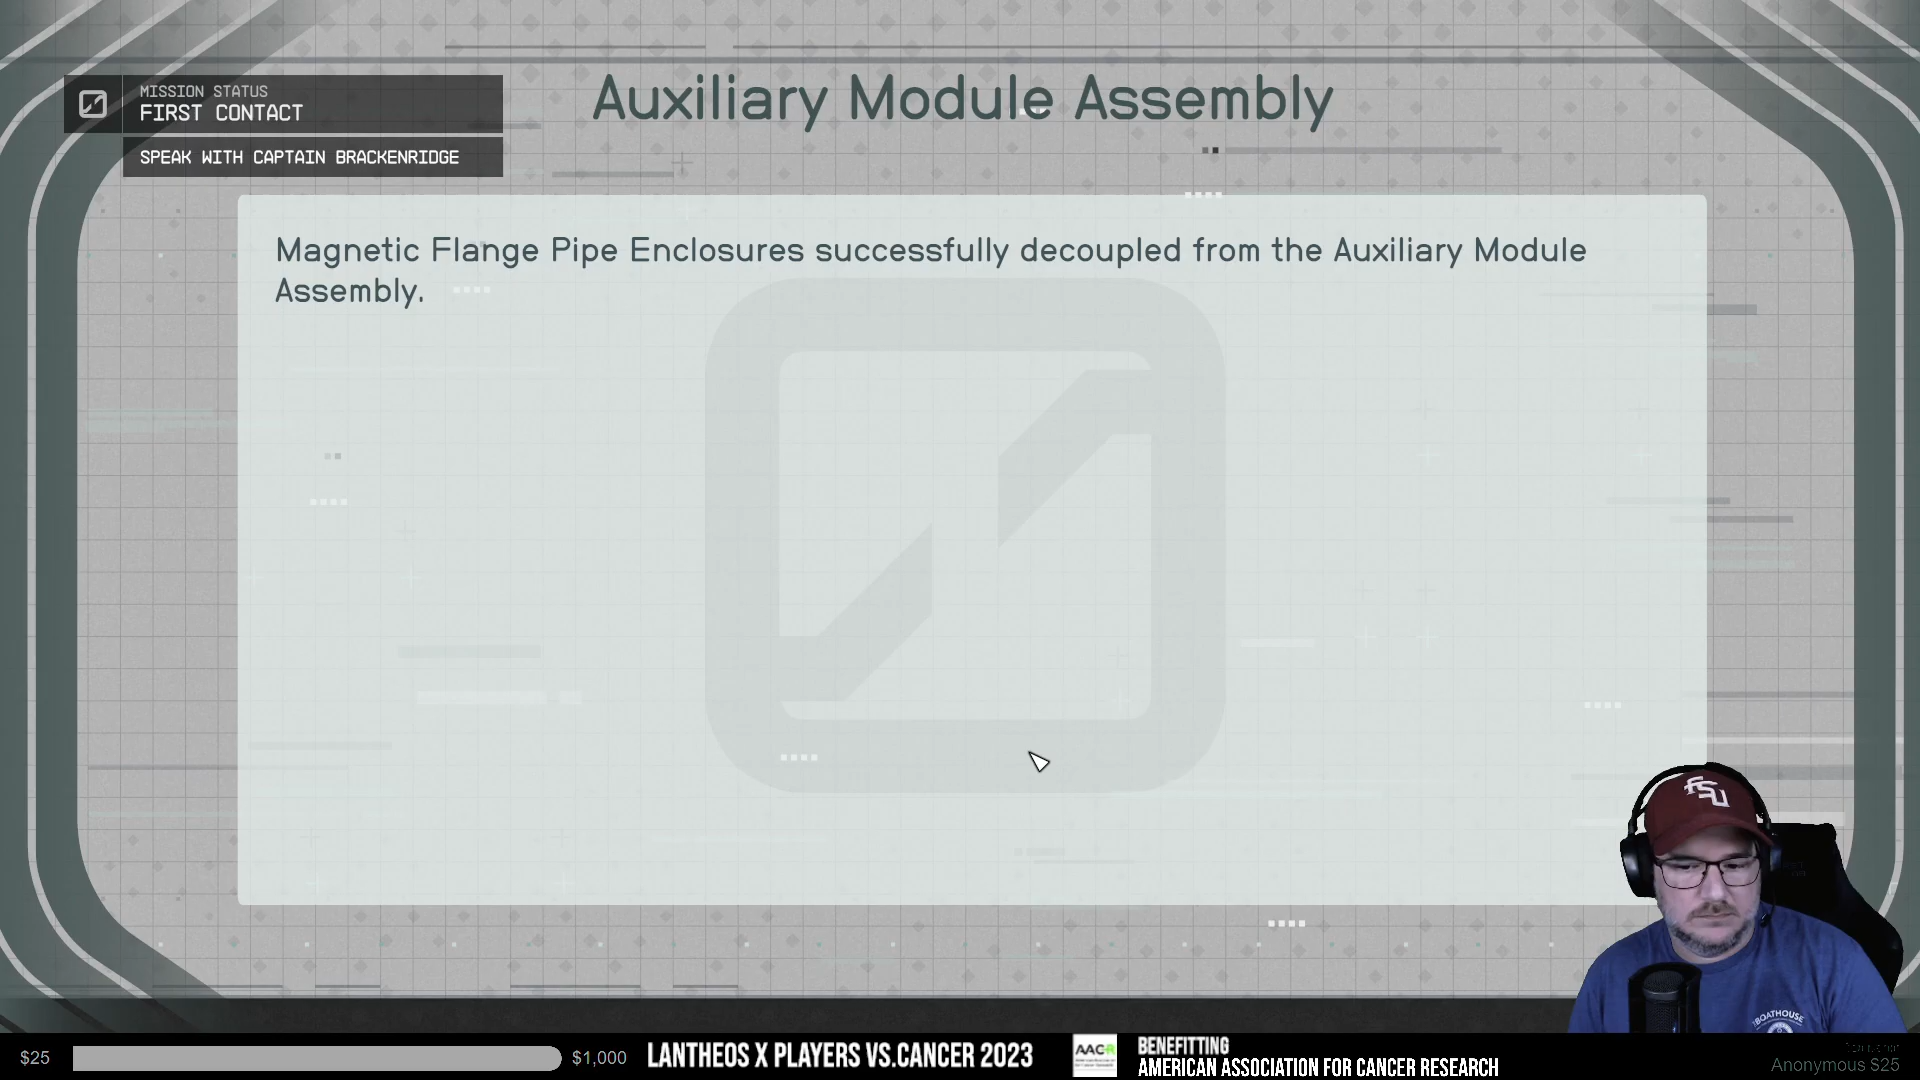 Auxiliary Module Assembly
MISSION STATUS
FIRST CONTACT
SPEAK WITH CAPTAIN BRACKENRIDGE
Magnetic Flange Pipe Enclosures successfully decoupled from the Auxiliary Module
Assembly.
FSU
BOATHOUSE
$25
$1,000
LANTHEOS X PLAYERS VS.CANCER 2023
AACR
BENEFITTING
AMERICAN ASSOCIATION FOR CANCER RESEARCH
Anonymous $25